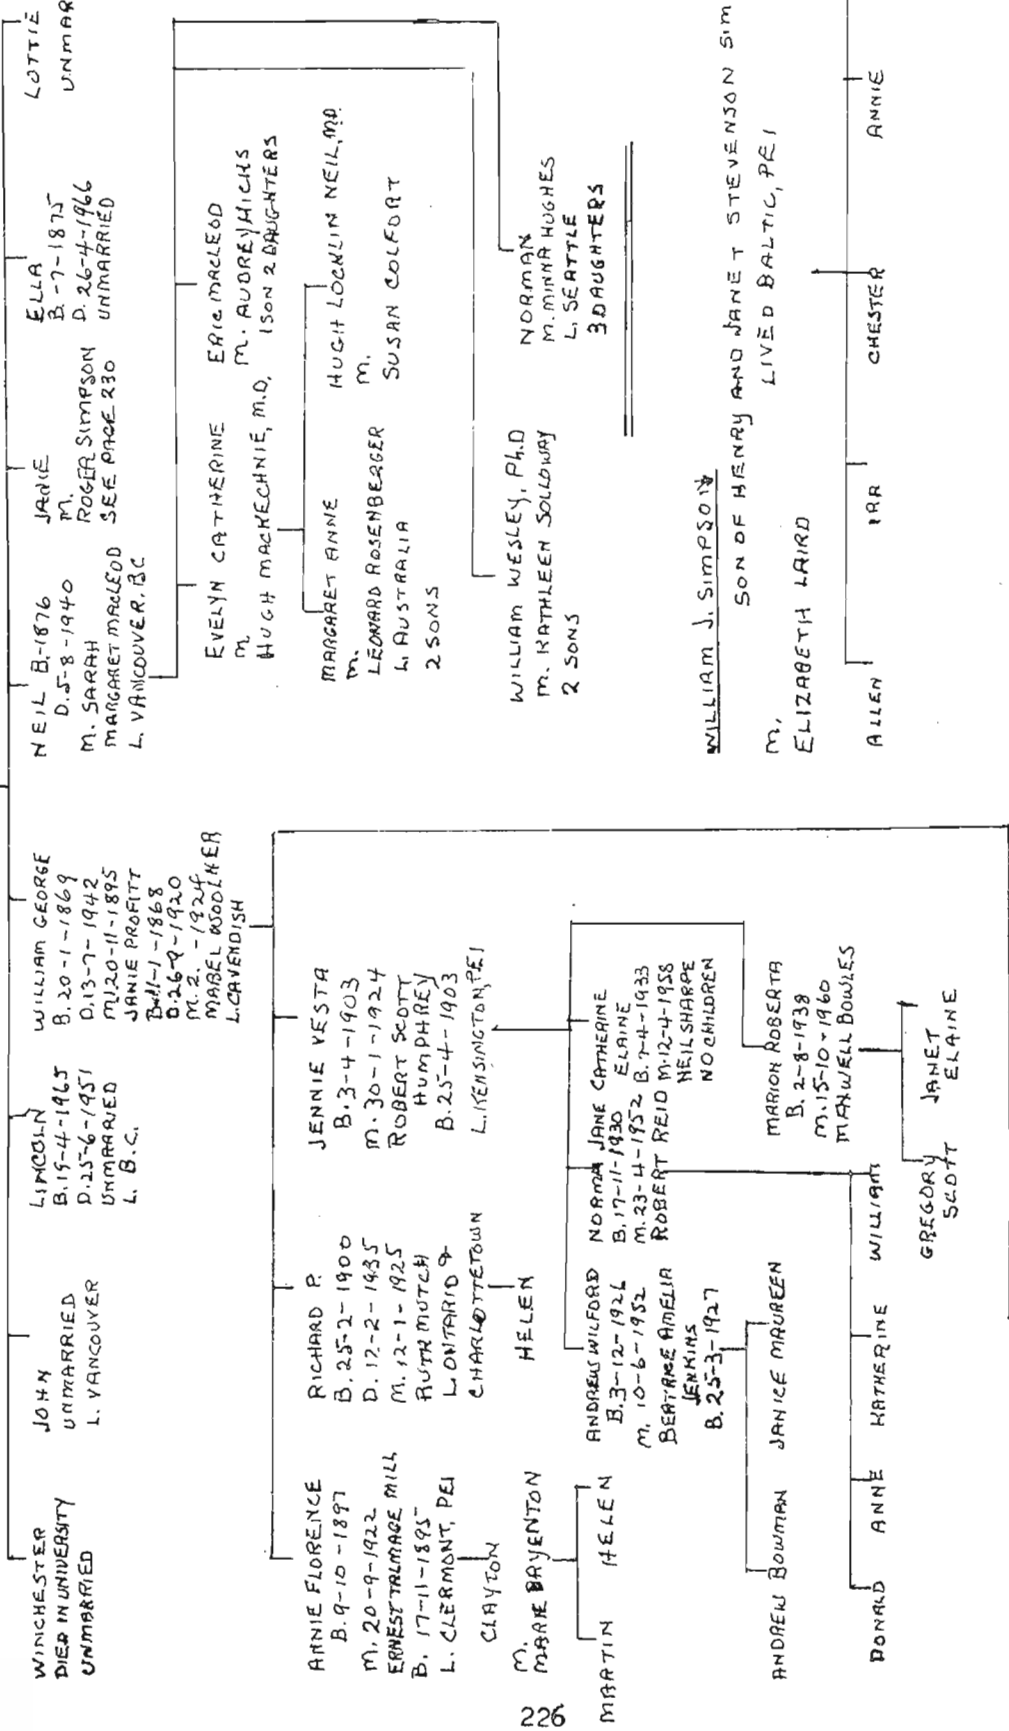 WINCHESTER
DIED IN UNIVERSITY
UNMARRIED
JOHN
UNMARRIED
L. VANCOUVER
LINCOLN
B.19-4-1965
D.25-6-1951
UNMARRIED
L. B.C.
WILLIAM GEORGE
B. 20-1-1869
D.13-7-1942
M.20-11-1895
JANIE PROFITT
B.11-1-1868
D.26-9-1920
M. 2. -1924
MABEL WOOLNER
L.CAVENDISH
NEIL B.-1876
D.5-8-1940
M. SARAH
MARGARET MACLEOD
L. VANCOUVER, BC
JANIE
M.
ROGER SIMPSON
SEE PAGE 230
ELLA
B.-7-1875
D. 26-4-1966
UNMARRIED
LOTTIE
UNMAR
ANNIE FLORENCE
B.9-10-1897
M. 20-9-1922
ERNEST TALMAGE MILL
B. 17-11-1895
L. CLERMONT, PEI
CLAYTON
M.
MARIE BAYENTON
MARTIN
HELEN
RICHARD P.
B. 25-2-1900
D. 12-2-1935
M. 12-1-1925
RUTH MUTCH
L.ONTARIO &
CHARLOTTETOWN
HELEN
JENNIE VESTA
B.3-4-1903
M. 30-1-1924
ROBERT SCOTT
HUMPHREY
B.25-4-1903
L.KENSINGTON, PEI
ANDREW WILFORD
B.3-12-1926
M. 10-6-1952
BEATRICE AMELIA
JENKINS
B. 25-3-1927
ANDREW BOWMAN
JANICE MAUREEN
NORMA JANE
B.17-11-1930
M.23-4-1952
ROBERT REID
DONALD
ANNE
KATHERINE
WILLIAM
CATHERINE
ELAINE
B.7-4-1933
M.12-4-1958
NEIL SHARPE
NO CHILDREN
MARION ROBERTA
B. 2-8-1938
M.15-10-1960
MAXWELL BOWLES
GREGORY
SCOTT
JANET
ELAINE
EVELYN CATHERINE
M.
HUGH MACKECHNIE, M.D.
MARGARET ANNE
M.
LEONARD ROSENBERGER
L. AUSTRALIA
2 SONS
HUGH LOCKLIN NEIL, M.D.
M.
SUSAN COLFORT
ERIC MACLEOD
M. AUDREY HICHS
1 SON 2 DAUGHTERS
WILLIAM WESLEY, Ph.D
M. KATHLEEN SOLLOWAY
2 SONS
NORMAN
M. MINNA HUGHES
L. SEATTLE
3 DAUGHTERS
WILLIAM J. SIMPSON
SON OF HENRY AND JANET STEVENSON SIM
M.
LIVED BALTIC, PEI
ELIZABETH LAIRD
ALLEN
IRA
CHESTER
ANNIE
226